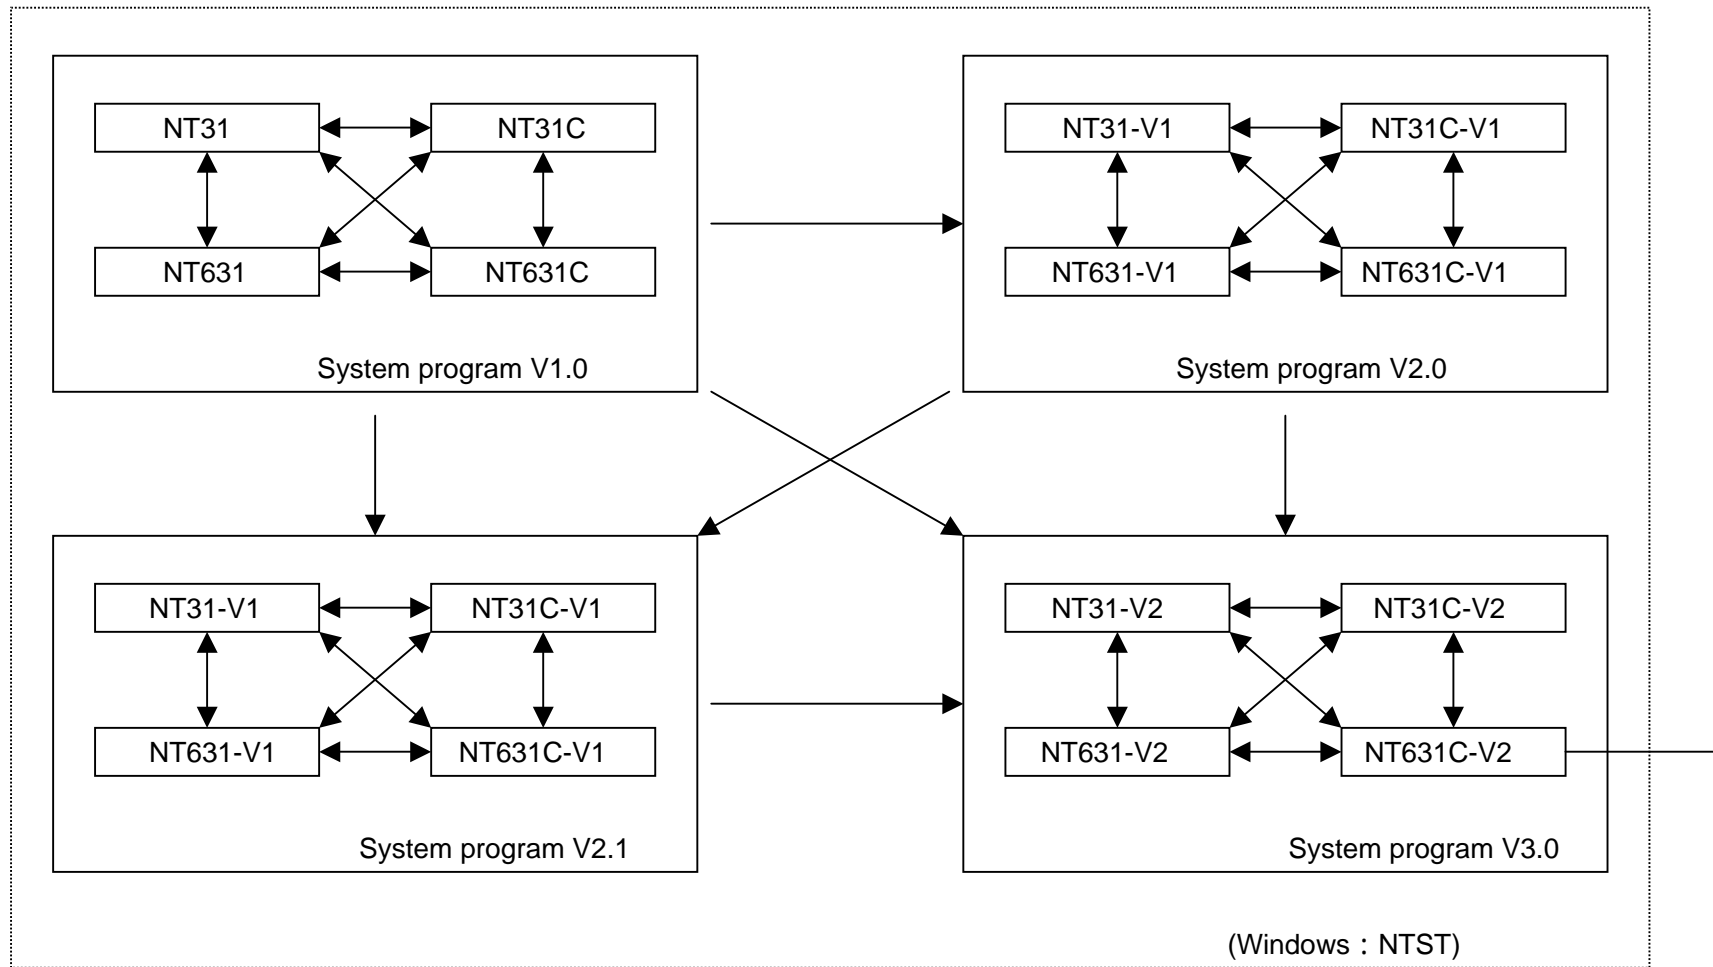 NT31
NT31C
NT631
NT631C
System program V1.0
NT31-V1
NT31C-V1
NT631-V1
NT631C-V1
System program V2.0
NT31-V1
NT31C-V1
NT631-V1
NT631C-V1
System program V2.1
NT31-V2
NT31C-V2
NT631-V2
NT631C-V2
System program V3.0
(Windows：NTST)